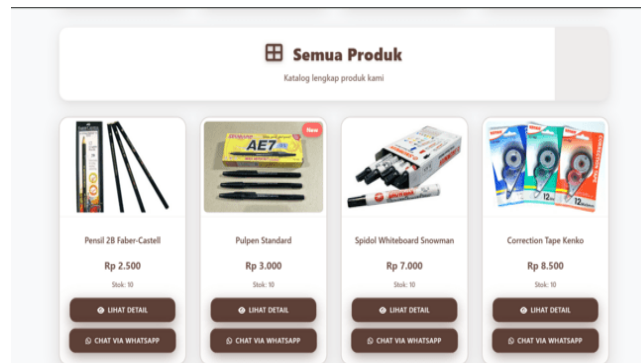 Semua Produk
Katalog lengkap produk kami
New
AE7
12
12
Pensil 2B Faber-Castell
Pulpen Standard
Spidol Whiteboard Snowman
Correction Tape Kenko
Rp 2.500
Rp 3.000
Rp 7.000
Rp 8.500
Stok: 10
Stok: 10
Stok: 10
Stok: 10
LIHAT DETAIL
LIHAT DETAIL
LIHAT DETAIL
LIHAT DETAIL
CHAT VIA WHATSAPP
CHAT VIA WHATSAPP
CHAT VIA WHATSAPP
CHAT VIA WHATSAPP